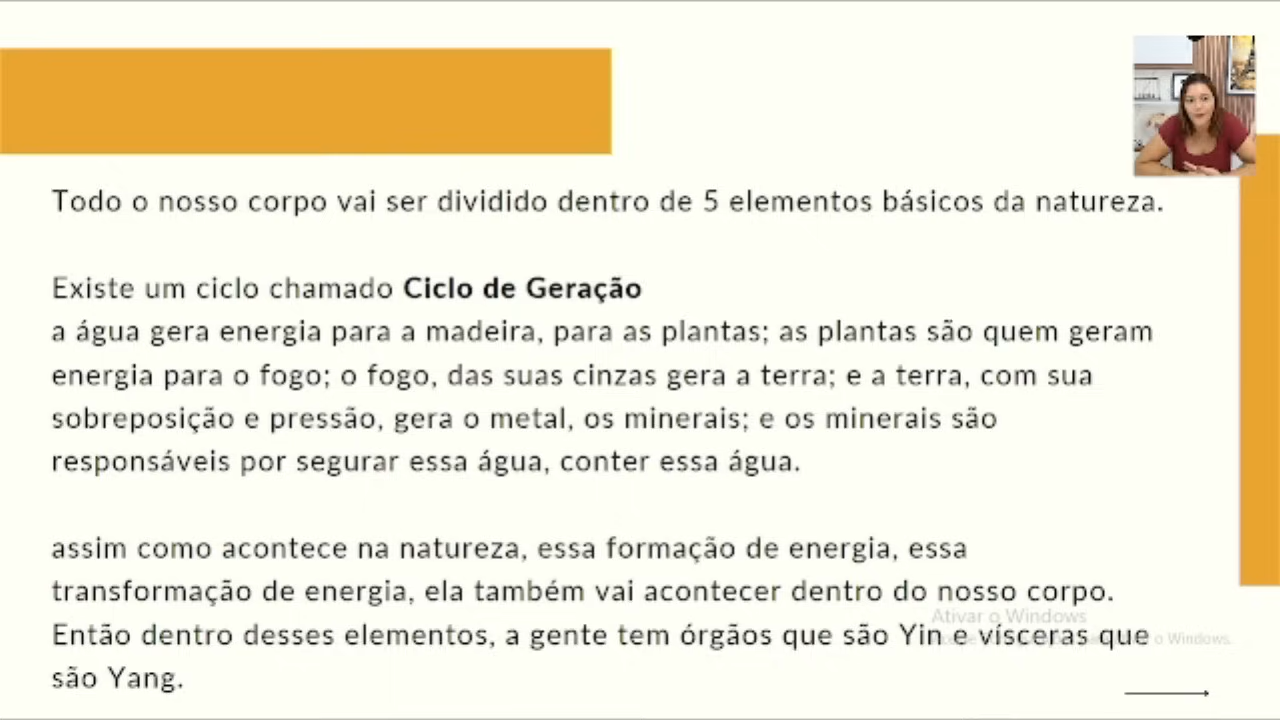 Todo o nosso corpo vai ser dividido dentro de 5 elementos básicos da natureza.
Existe um ciclo chamado Ciclo de Geração
a água gera energia para a madeira, para as plantas; as plantas são quem geram
energia para o fogo; o fogo, das suas cinzas gera a terra; e a terra, com sua
sobreposição e pressão, gera o metal, os minerais; e os minerais são
responsáveis por segurar essa água, conter essa água.
assim como acontece na natureza, essa formação de energia, essa
transformação de energia, ela também vai acontecer dentro do nosso corpo.
Ativar o Windows
Então dentro desses elementos, a gente tem órgãos que são Yin e vísceras que
o Windows.
são Yang.